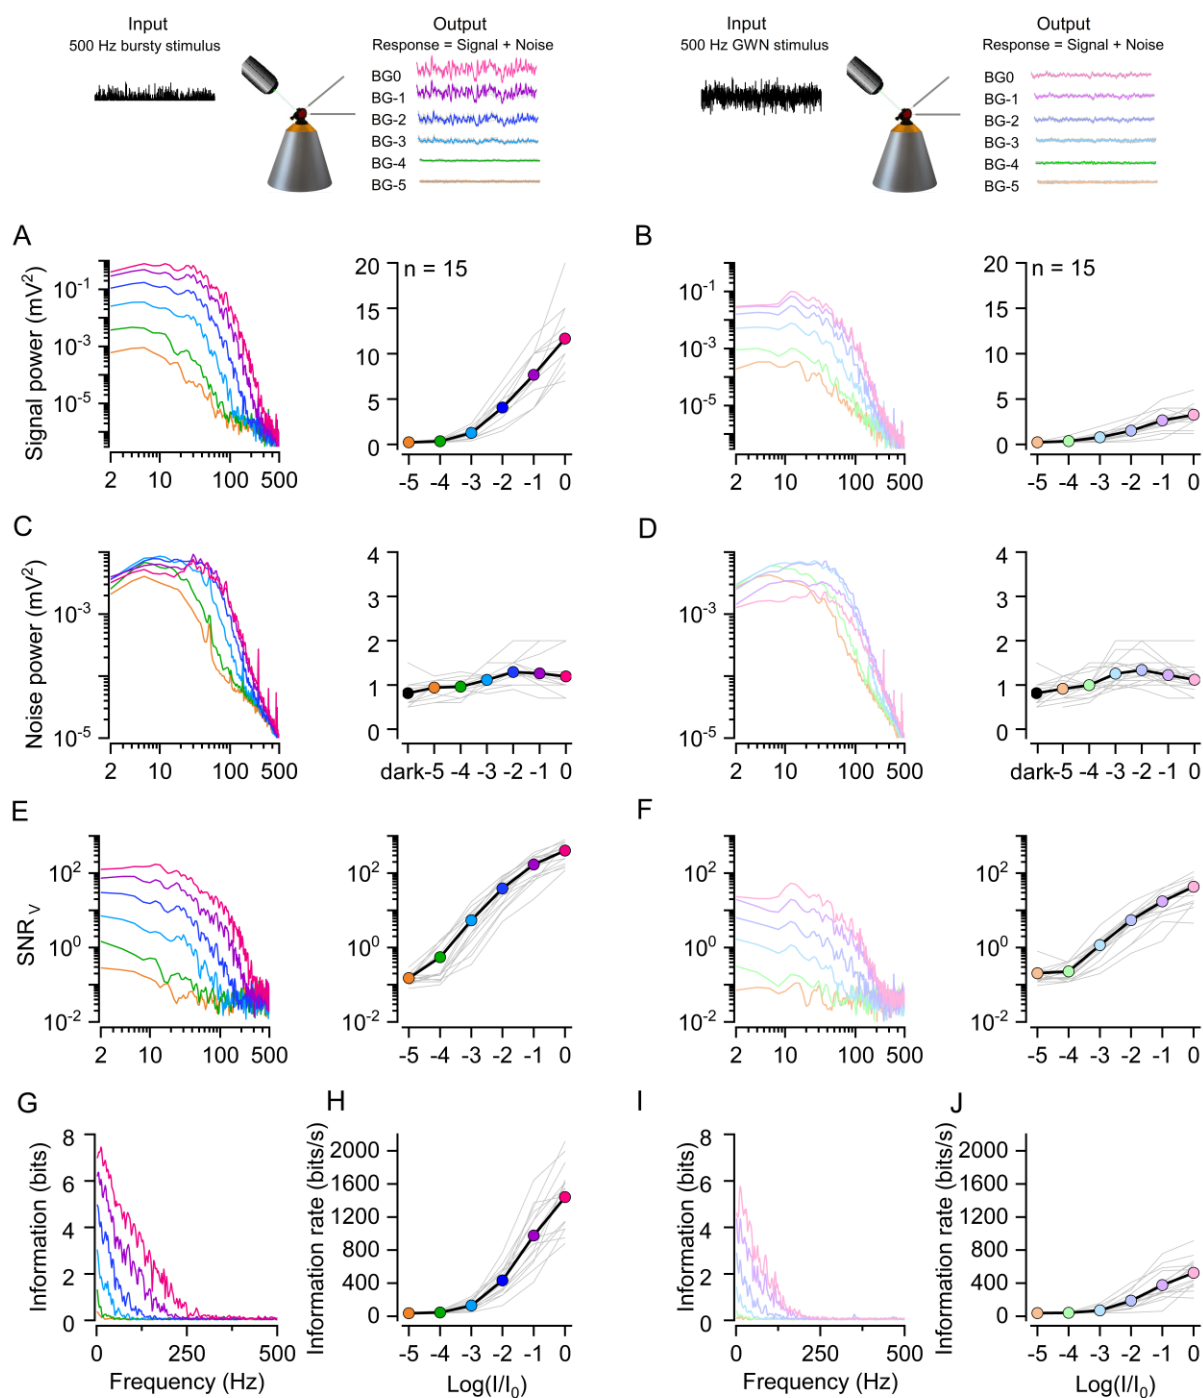 Input
500 Hz bursty stimulus
Output
Response = Signal + Noise
BG0
BG-1
BG-2
BG-3
BG-4
BG-5
Input
500 Hz GWN stimulus
Output
Response = Signal + Noise
BG0
BG-1
BG-2
BG-3
BG-4
BG-5
A
Signal power (mV²)
10⁻¹
10⁻³
10⁻⁵
2 10 100 500
n = 15
20
15
10
5
0
-5 -4 -3 -2 -1 0
B
10⁻¹
10⁻³
10⁻⁵
2 10 100 500
n = 15
20
15
10
5
0
-5 -4 -3 -2 -1 0
C
Noise power (mV²)
10⁻³
10⁻⁵
2 10 100 500
4
3
2
1
0
dark -5 -4 -3 -2 -1 0
D
10⁻³
10⁻⁵
2 10 100 500
4
3
2
1
0
dark -5 -4 -3 -2 -1 0
E
SNR_V
10²
10⁰
10⁻²
2 10 100 500
10²
10⁰
10⁻²
-5 -4 -3 -2 -1 0
F
10²
10⁰
10⁻²
2 10 100 500
10²
10⁰
10⁻²
-5 -4 -3 -2 -1 0
G
Information (bits)
8
6
4
2
0
0 250 500
Frequency (Hz)
H
Information rate (bits/s)
2000
1600
1200
800
400
0
-5 -4 -3 -2 -1 0
Log(I/I₀)
I
Information (bits)
8
6
4
2
0
0 250 500
Frequency (Hz)
J
Information rate (bits/s)
2000
1600
1200
800
400
0
-5 -4 -3 -2 -1 0
Log(I/I₀)